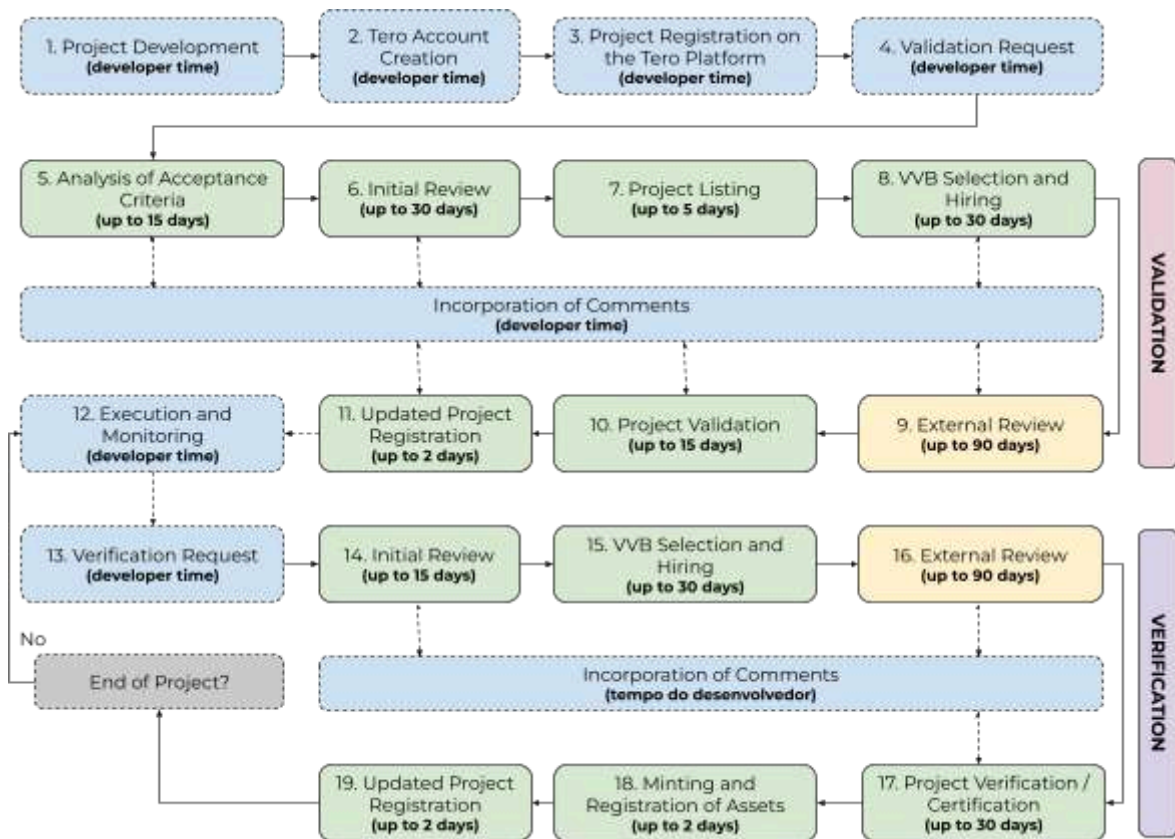 1. Project Development
(developer time)
2. Tero Account
Creation
(developer time)
3. Project Registration on
the Tero Platform
(developer time)
4. Validation Request
(developer time)
5. Analysis of Acceptance
Criteria
(up to 15 days)
6. Initial Review
(up to 30 days)
7. Project Listing
(up to 5 days)
8. VVB Selection and
Hiring
(up to 30 days)
VALIDATION
Incorporation of Comments
(developer time)
12. Execution and
Monitoring
(developer time)
11. Updated Project
Registration
(up to 2 days)
10. Project Validation
(up to 15 days)
9. External Review
(up to 90 days)
13. Verification Request
(developer time)
14. Initial Review
(up to 15 days)
15. VVB Selection and
Hiring
(up to 30 days)
16. External Review
(up to 90 days)
VERIFICATION
No
End of Project?
Incorporation of Comments
(tempo do desenvolvedor)
19. Updated Project
Registration
(up to 2 days)
18. Minting and
Registration of Assets
(up to 2 days)
17. Project Verification /
Certification
(up to 30 days)